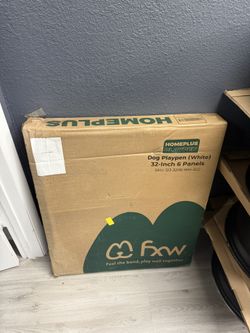 HOMEPLUS
HOMEPLUS
Dog Playpen (White)
32-Inch 6 Panels
fxw
Feel the bond, play well together